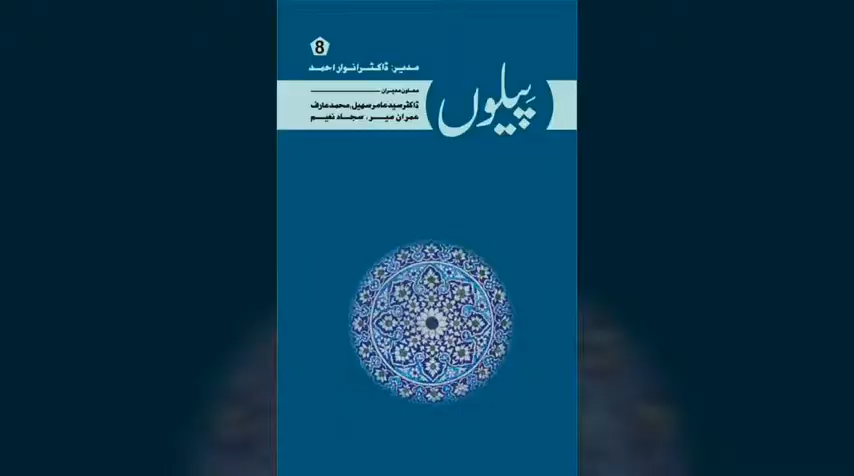 8
مدیر: ڈاکٹر انوار احمد
معاون مدیران
ڈاکٹر سید عامر سہیل، محمد عارف
عمران میر، سجاد نعیم
پیلوں